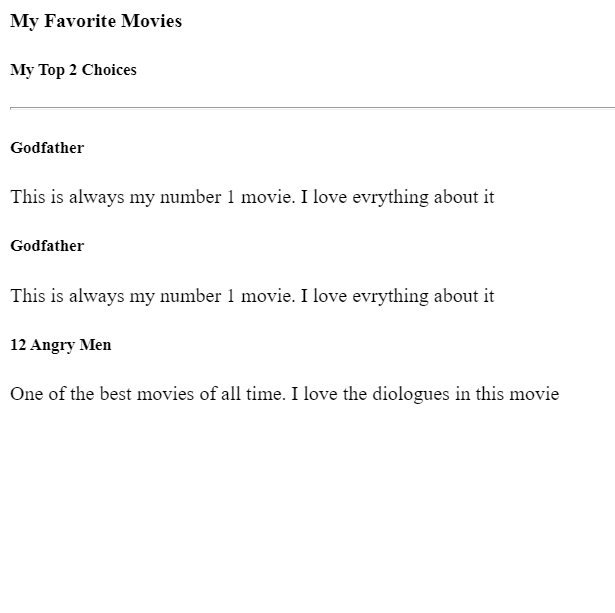 My Favorite Movies
My Top 2 Choices
Godfather
This is always my number 1 movie. I love evrything about it
Godfather
This is always my number 1 movie. I love evrything about it
12 Angry Men
One of the best movies of all time. I love the diologues in this movie